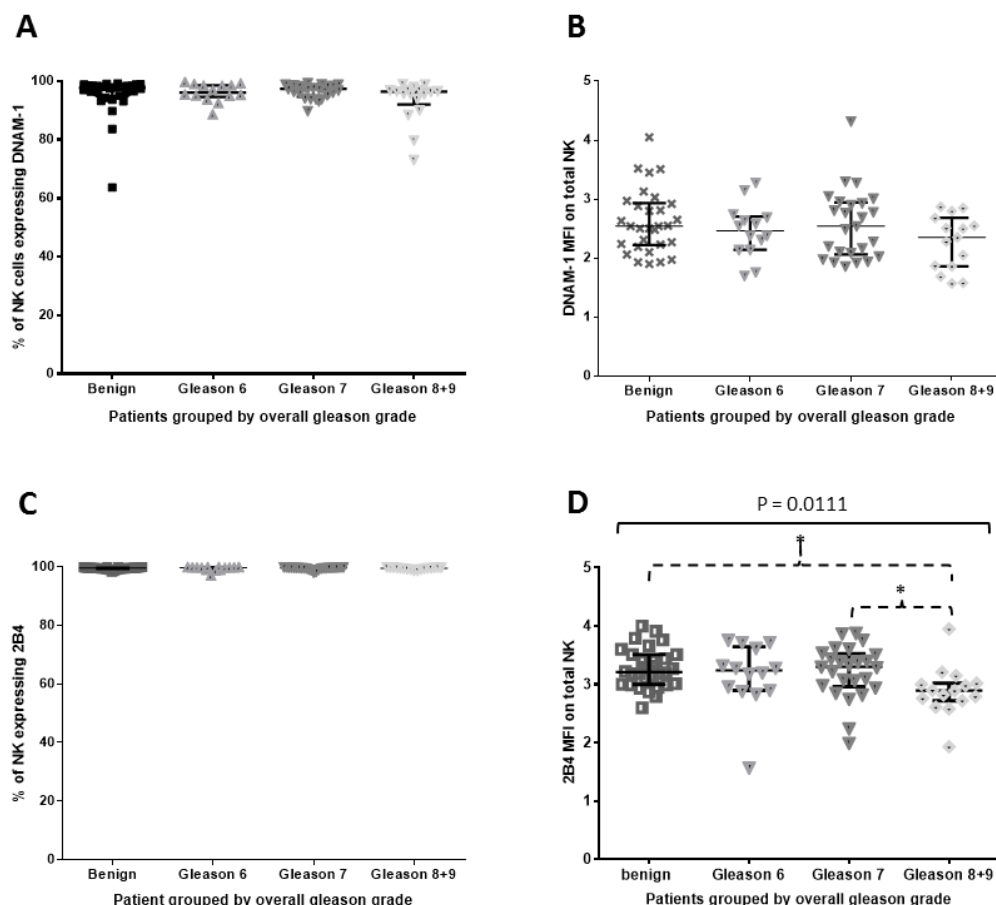 A
% of NK cells expressing DNAM-1
100
80
60
40
20
0
Benign Gleason 6 Gleason 7 Gleason 8+9
Patients grouped by overall gleason grade
B
DNAM-1 MFI on total NK
5
4
3
2
1
0
Benign Gleason 6 Gleason 7 Gleason 8+9
Patients grouped by overall gleason grade
C
% of NK expressing 2B4
100
80
60
40
20
0
Benign Gleason 6 Gleason 7 Gleason 8+9
Patient grouped by overall gleason grade
D
P = 0.0111
*
*
2B4 MFI on total NK
5
4
3
2
1
0
benign Gleason 6 Gleason 7 Gleason 8+9
Patients grouped by overall gleason grade